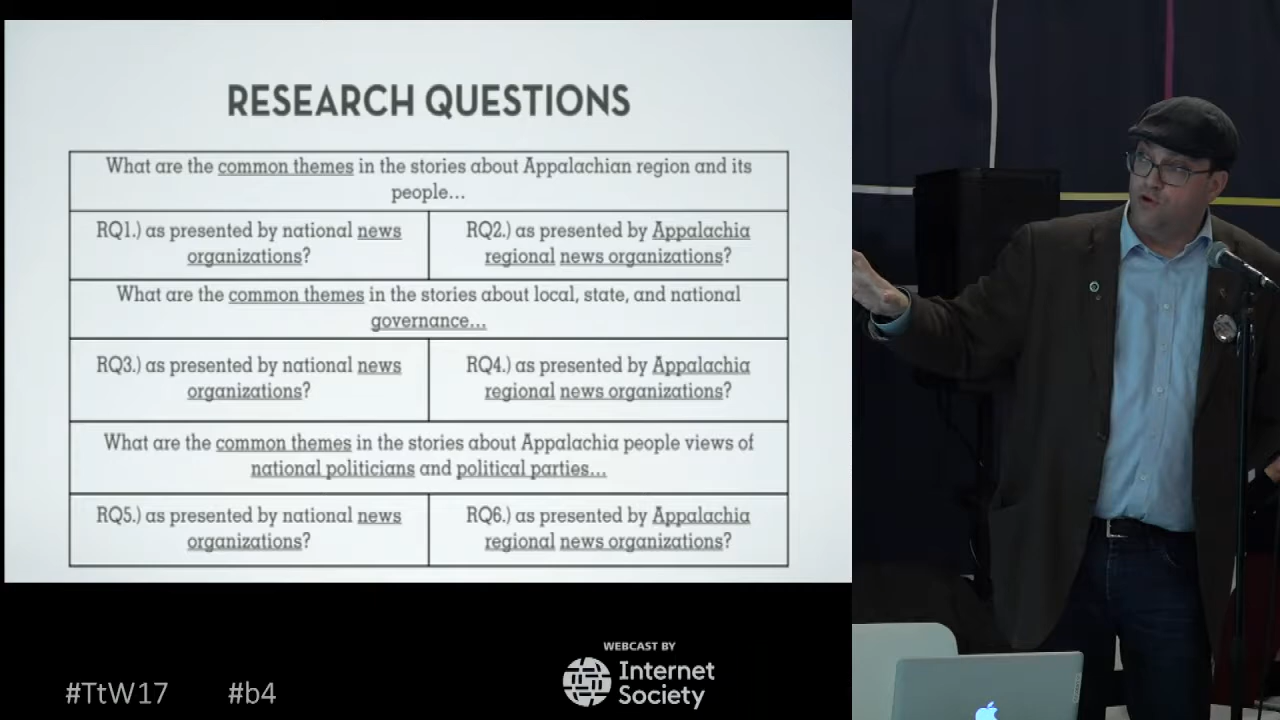 RESEARCH QUESTIONS
What are the common themes in the stories about Appalachian region and its
people...
RQ1.) as presented by national news
organizations?
RQ2.) as presented by Appalachia
regional news organizations?
What are the common themes in the stories about local, state, and national
governance...
RQ3.) as presented by national news
organizations?
RQ4.) as presented by Appalachia
regional news organizations?
What are the common themes in the stories about Appalachia people views of
national politicians and political parties...
RQ5.) as presented by national news
organizations?
RQ6.) as presented by Appalachia
regional news organizations?
WEBCAST BY
Internet
Society
#TtW17 #b4